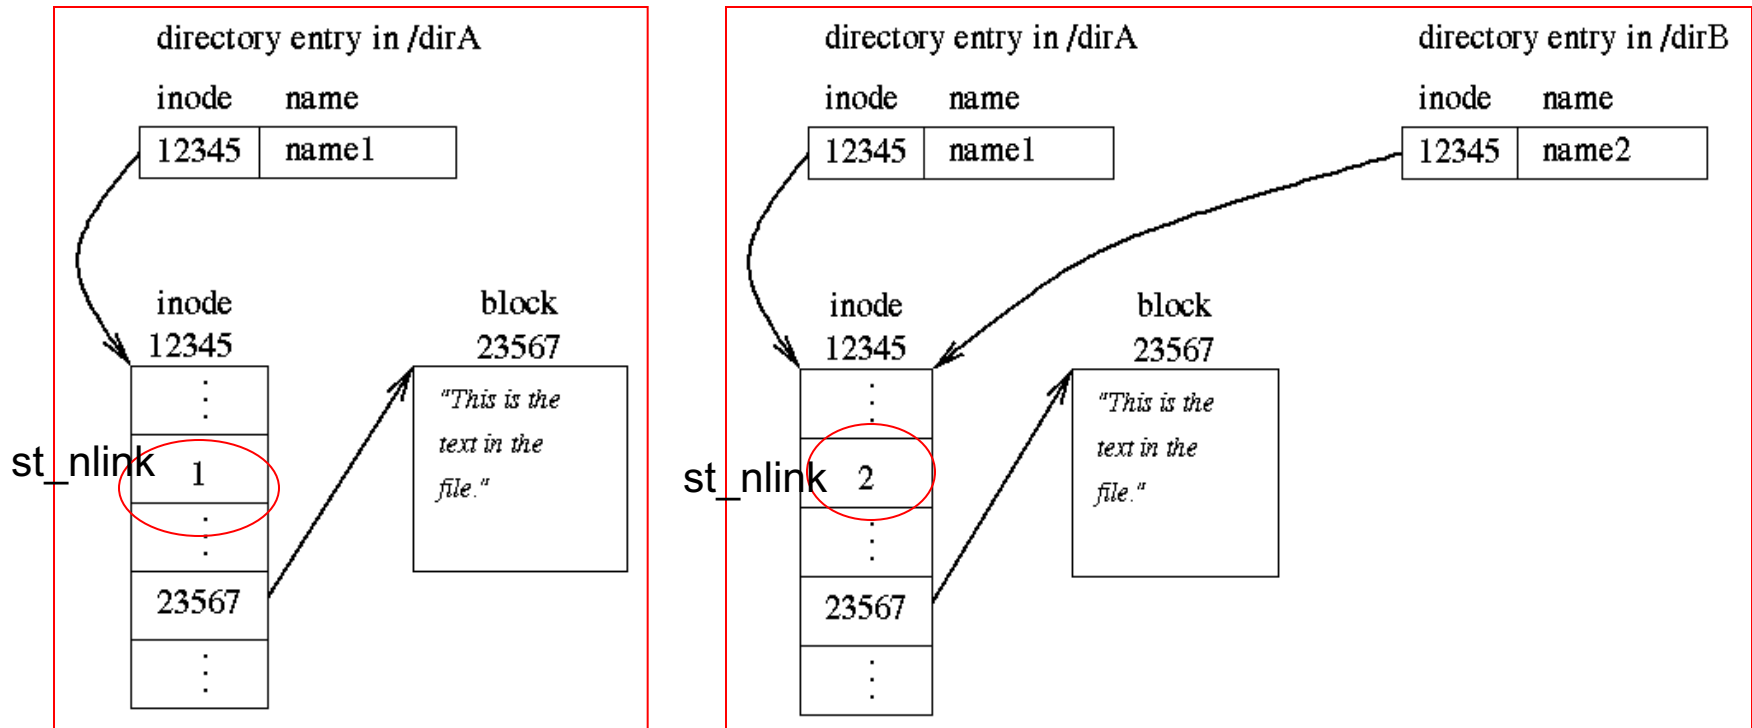 directory entry in /dirA
inode name
12345 name1
inode
12345
block
23567
"This is the
text in the
file."
st_nlink
1
23567
directory entry in /dirA
inode name
12345 name1
directory entry in /dirB
inode name
12345 name2
inode
12345
block
23567
"This is the
text in the
file."
st_nlink
2
23567